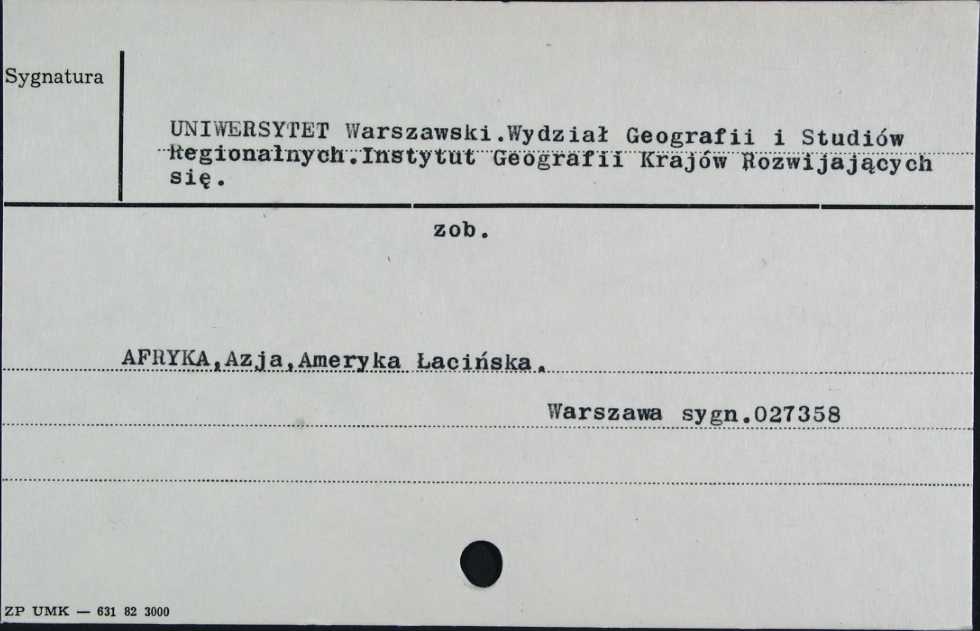 Sygnatura
UNIWERSYTET Warszawski.Wydział Geografii i Studiów
Regionalnych.Instytut Geografii Krajów Rozwijających
się.
zob.
AFRYKA,Azja,Ameryka Łacińska.
Warszawa sygn.027358
ZP UMK — 631 82 3000